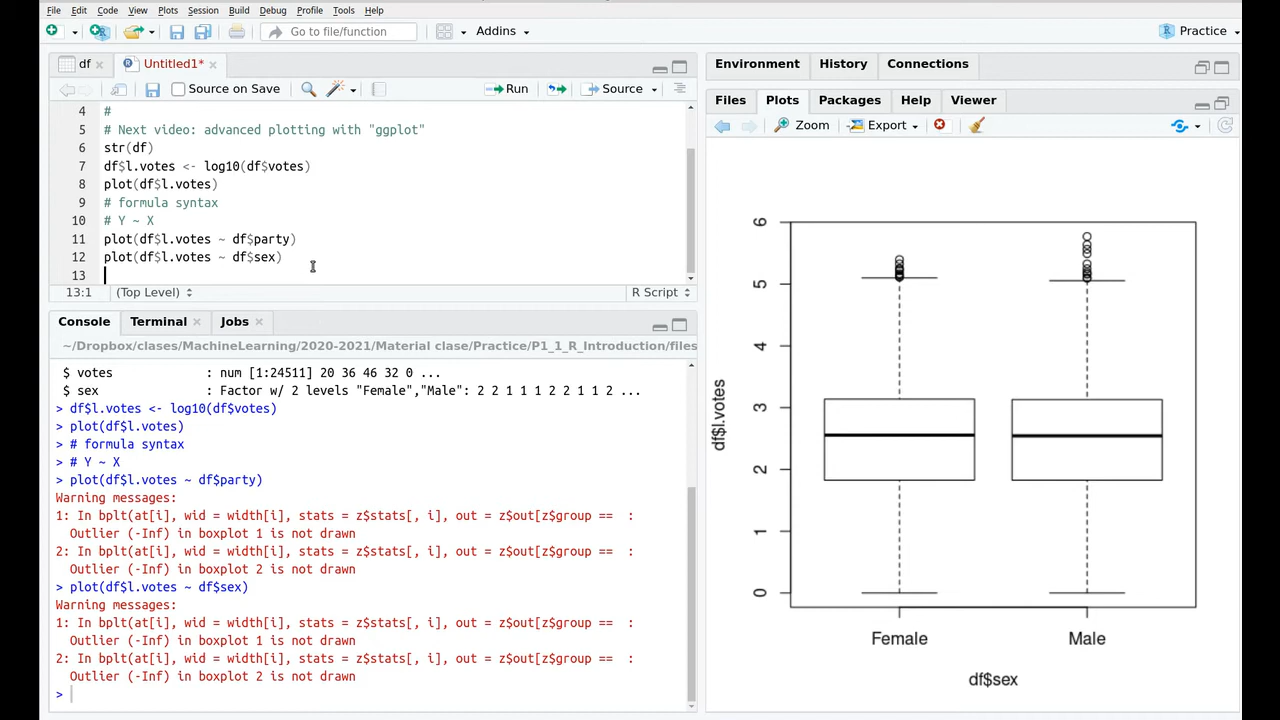 File Edit Code View Plots Session Build Debug Profile Tools Help
Go to file/function Addins Practice
df Untitled1*
Source on Save Run Source
4 #
5 # Next video: advanced plotting with "ggplot"
6 str(df)
7 df$l.votes <- log10(df$votes)
8 plot(df$l.votes)
9 # formula syntax
10 # Y ~ X
11 plot(df$l.votes ~ df$party)
12 plot(df$l.votes ~ df$sex)
13
13:1 (Top Level) R Script
Console Terminal Jobs
~/Dropbox/clases/MachineLearning/2020-2021/Material clase/Practice/P1_1_R_Introduction/files
$ votes : num [1:24511] 20 36 46 32 0 ...
$ sex : Factor w/ 2 levels "Female","Male": 2 2 1 1 1 2 2 1 1 2 ...
> df$l.votes <- log10(df$votes)
> plot(df$l.votes)
> # formula syntax
> # Y ~ X
> plot(df$l.votes ~ df$party)
Warning messages:
1: In bplt(at[i], wid = width[i], stats = z$stats[, i], out = z$out[z$group == :
Outlier (-Inf) in boxplot 1 is not drawn
2: In bplt(at[i], wid = width[i], stats = z$stats[, i], out = z$out[z$group == :
Outlier (-Inf) in boxplot 2 is not drawn
> plot(df$l.votes ~ df$sex)
Warning messages:
1: In bplt(at[i], wid = width[i], stats = z$stats[, i], out = z$out[z$group == :
Outlier (-Inf) in boxplot 1 is not drawn
2: In bplt(at[i], wid = width[i], stats = z$stats[, i], out = z$out[z$group == :
Outlier (-Inf) in boxplot 2 is not drawn
>
Environment History Connections
Files Plots Packages Help Viewer
Zoom Export
df$l.votes
6
5
4
3
2
1
0
Female Male
df$sex